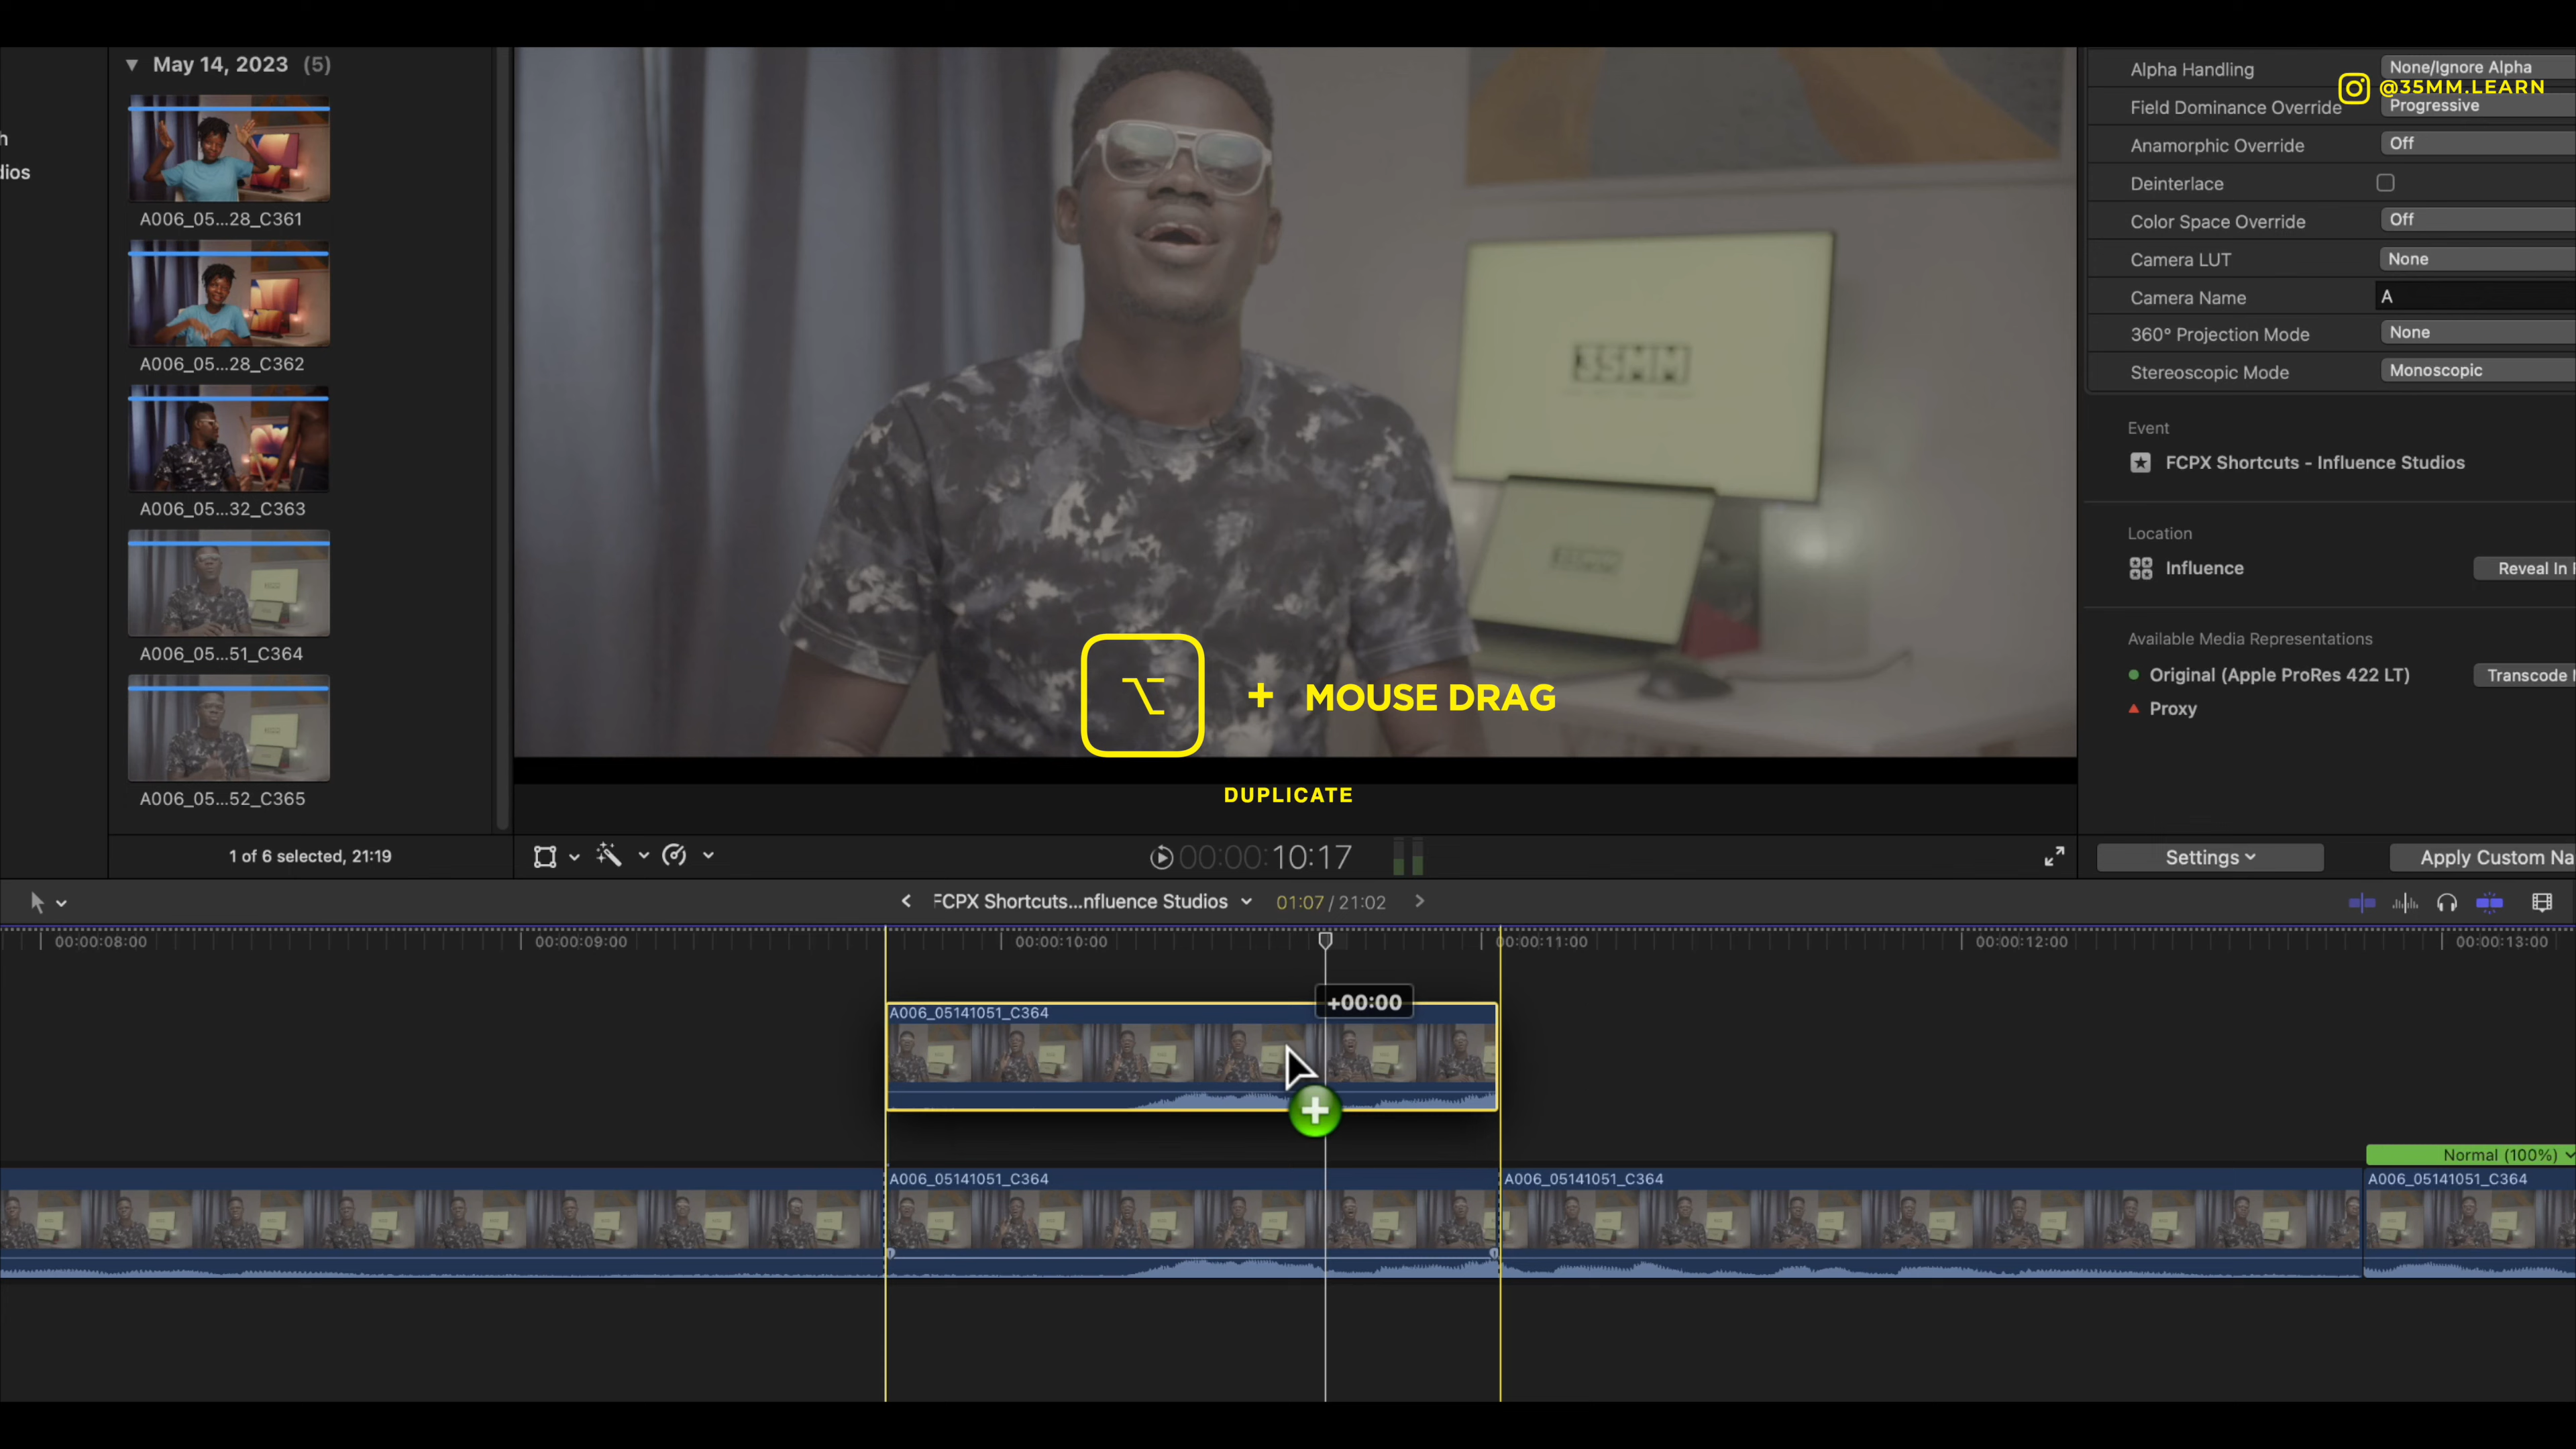 May 14, 2023 (5)
A006_05...28_C361
A006_05...28_C362
A006_05...32_C363
A006_05...51_C364
A006_05...52_C365
1 of 6 selected, 21:19
35MM
⌥ + MOUSE DRAG
DUPLICATE
00:00:00:10:17
@35MM.LEARN
Alpha Handling None/Ignore Alpha
Field Dominance Override Progressive
Anamorphic Override Off
Deinterlace
Color Space Override Off
Camera LUT None
Camera Name A
360° Projection Mode None
Stereoscopic Mode Monoscopic
Event
FCPX Shortcuts - Influence Studios
Location
Influence Reveal In
Available Media Representations
Original (Apple ProRes 422 LT) Transcode
Proxy
Settings Apply Custom Na
FCPX Shortcuts...nfluence Studios 01:07 / 21:02
00:00:08:00 00:00:09:00 00:00:10:00 00:00:11:00 00:00:12:00 00:00:13:00
+00:00
A006_05141051_C364
Normal (100%)
A006_05141051_C364 A006_05141051_C364 A006_05141051_C364